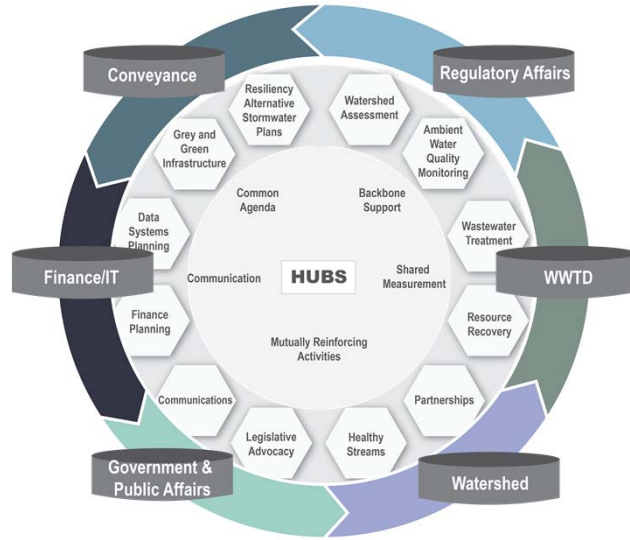 Conveyance
Regulatory Affairs
Resiliency
Alternative
Stormwater
Plans
Watershed
Assessment
Grey and
Green
Infrastructure
Ambient
Water
Quality
Monitoring
Common
Agenda
Backbone
Support
Data
Systems
Planning
Wastewater
Treatment
Finance/IT
Communication
HUBS
Shared
Measurement
WWTD
Finance
Planning
Resource
Recovery
Mutually Reinforcing
Activities
Communications
Partnerships
Legislative
Advocacy
Healthy
Streams
Government &
Public Affairs
Watershed